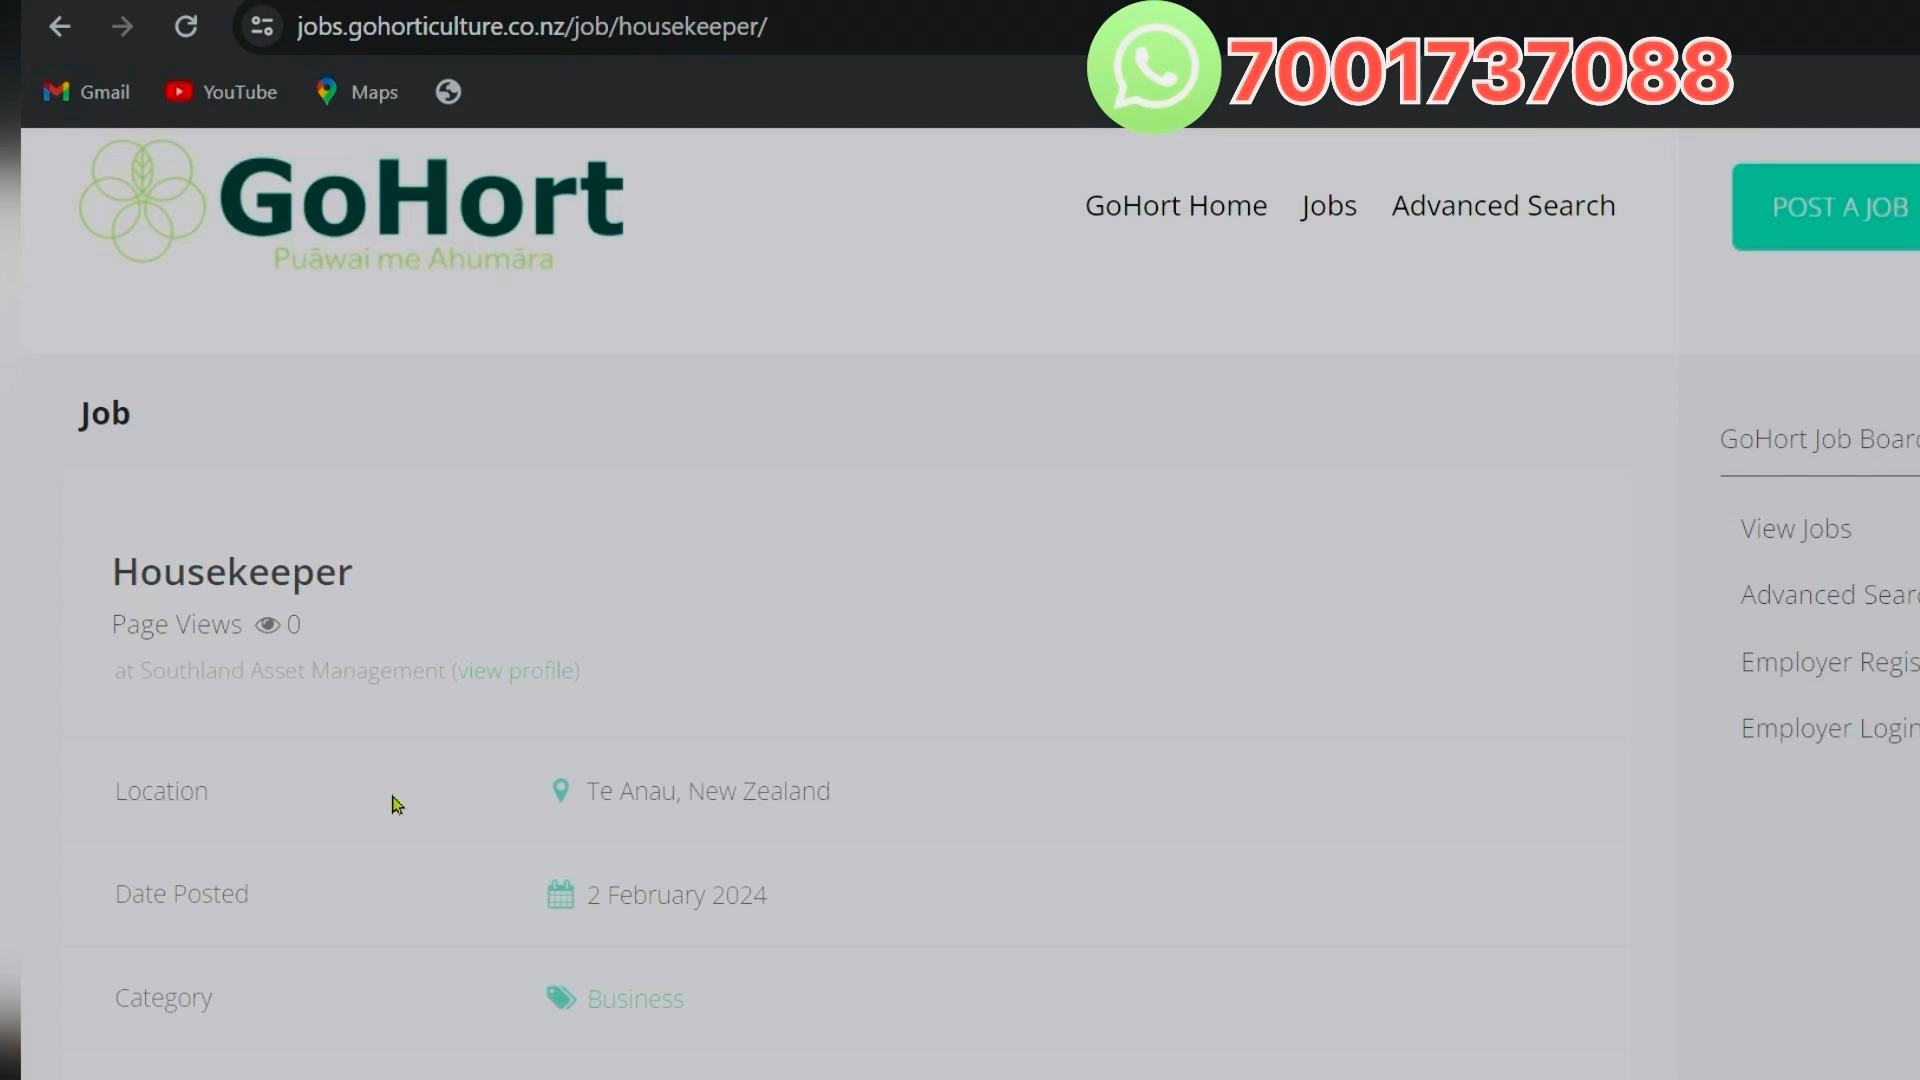 jobs.gohorticulture.co.nz/job/housekeeper/
7001737088
Gmail
YouTube
Maps
GoHort
Puāwai me Ahumāra
GoHort Home
Jobs
Advanced Search
POST A JOB
Job
GoHort Job Board
Housekeeper
Page Views 0
at Southland Asset Management (view profile)
View Jobs
Advanced Searc
Employer Regis
Employer Login
Location
Te Anau, New Zealand
Date Posted
2 February 2024
Category
Business